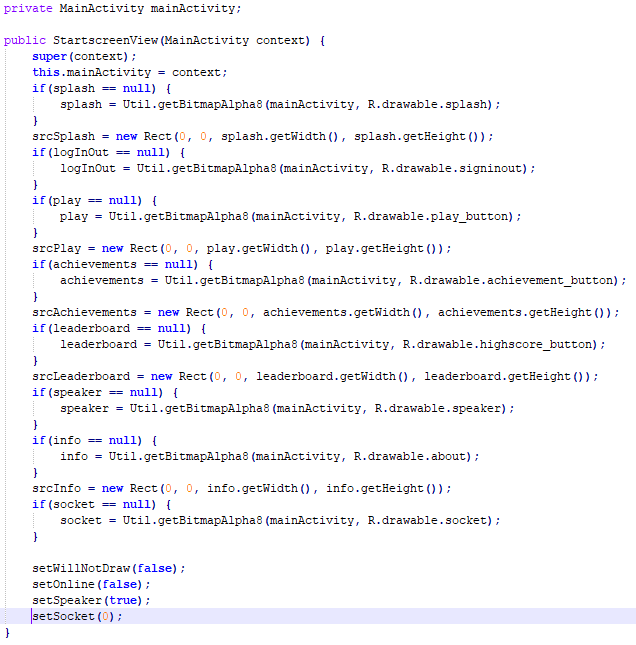 private MainActivity mainActivity;

public StartscreenView(MainActivity context) {
    super(context);
    this.mainActivity = context;
    if(splash == null) {
        splash = Util.getBitmapAlpha8(mainActivity, R.drawable.splash);
    }
    srcSplash = new Rect(0, 0, splash.getWidth(), splash.getHeight());
    if(logInOut == null) {
        logInOut = Util.getBitmapAlpha8(mainActivity, R.drawable.signinout);
    }
    if(play == null) {
        play = Util.getBitmapAlpha8(mainActivity, R.drawable.play_button);
    }
    srcPlay = new Rect(0, 0, play.getWidth(), play.getHeight());
    if(achievements == null) {
        achievements = Util.getBitmapAlpha8(mainActivity, R.drawable.achievement_button);
    }
    srcAchievements = new Rect(0, 0, achievements.getWidth(), achievements.getHeight());
    if(leaderboard == null) {
        leaderboard = Util.getBitmapAlpha8(mainActivity, R.drawable.highscore_button);
    }
    srcLeaderboard = new Rect(0, 0, leaderboard.getWidth(), leaderboard.getHeight());
    if(speaker == null) {
        speaker = Util.getBitmapAlpha8(mainActivity, R.drawable.speaker);
    }
    if(info == null) {
        info = Util.getBitmapAlpha8(mainActivity, R.drawable.about);
    }
    srcInfo = new Rect(0, 0, info.getWidth(), info.getHeight());
    if(socket == null) {
        socket = Util.getBitmapAlpha8(mainActivity, R.drawable.socket);
    }

    setWillNotDraw(false);
    setOnline(false);
    setSpeaker(true);
    setSocket(0);
}